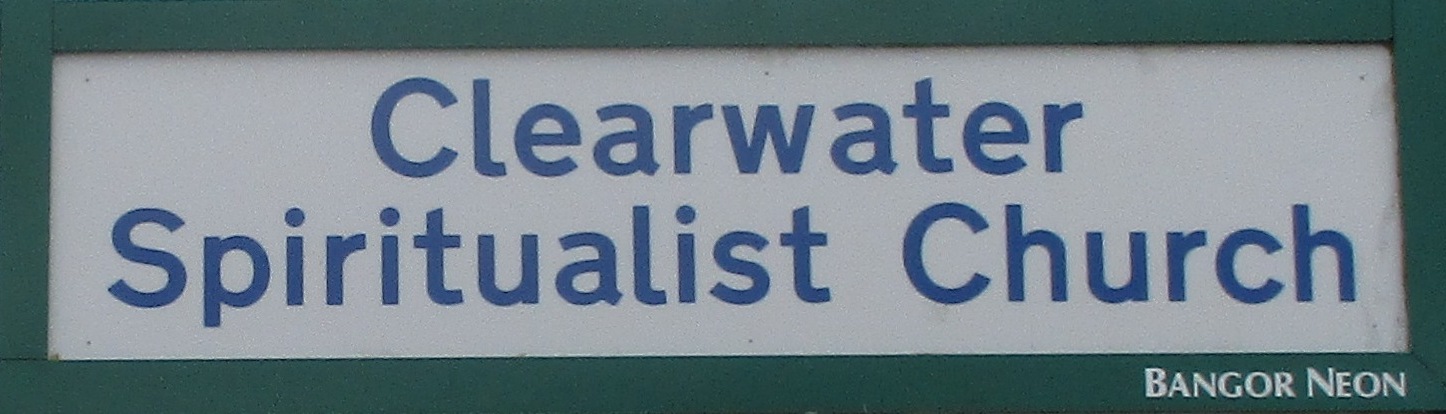 Clearwater
Spiritualist Church
BANGOR NEON